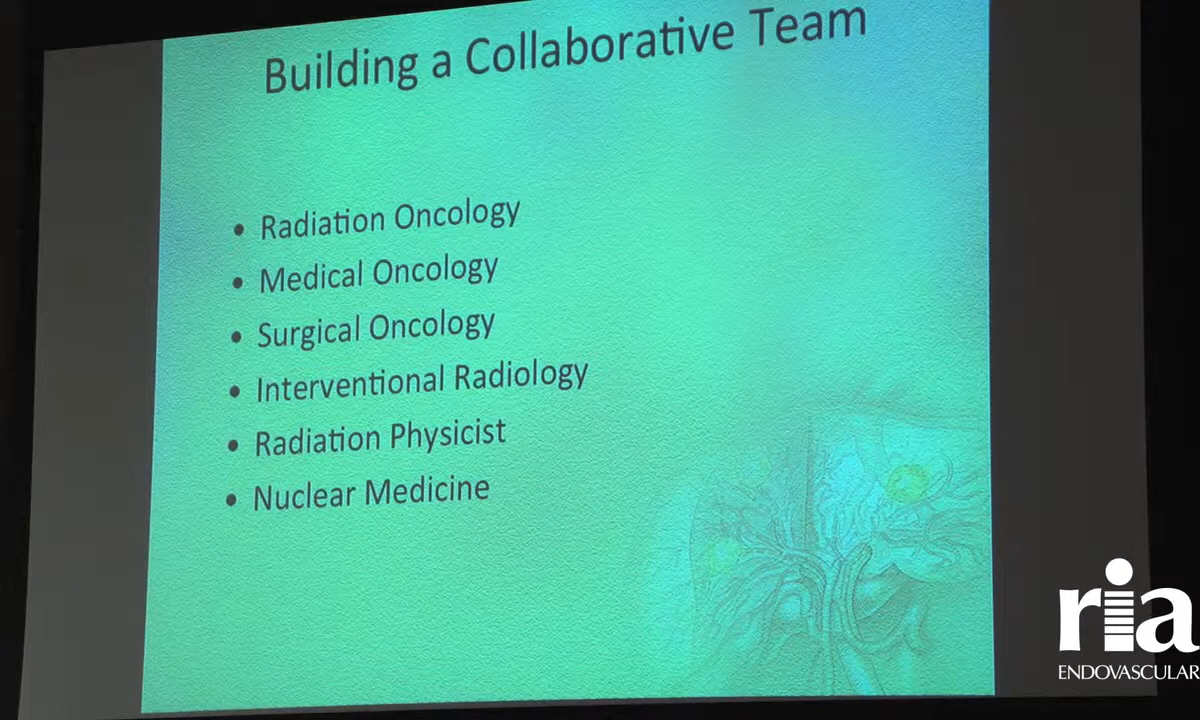 Building a Collaborative Team
• Radiation Oncology
• Medical Oncology
• Surgical Oncology
• Interventional Radiology
• Radiation Physicist
• Nuclear Medicine
ria
ENDOVASCULAR